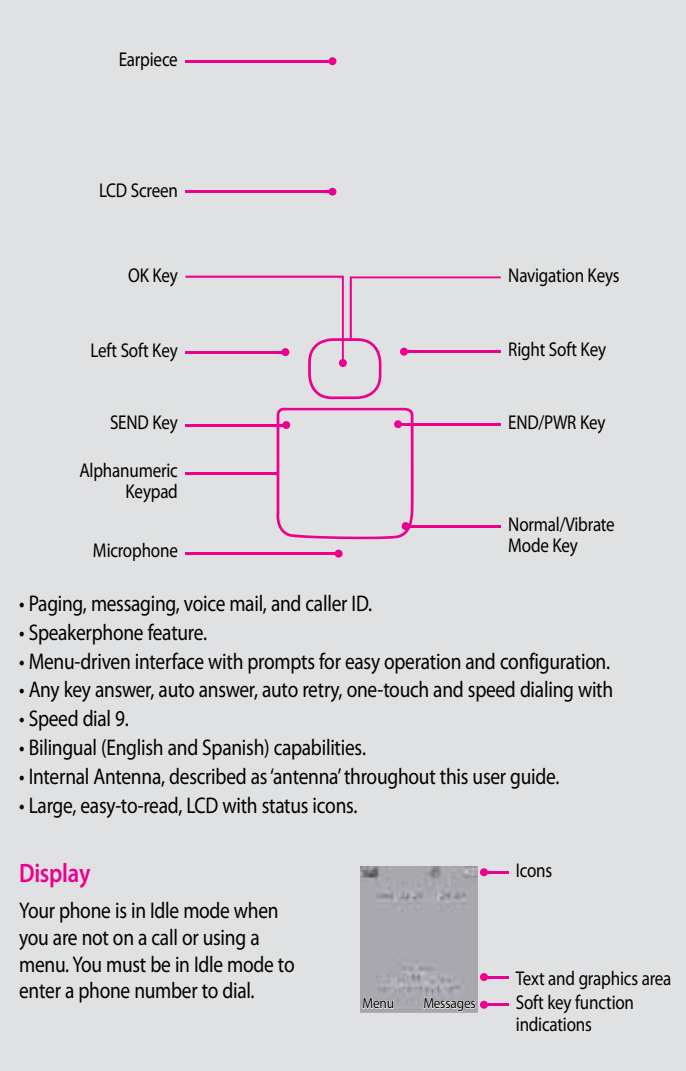 Earpiece
LCD Screen
OK Key
Navigation Keys
Left Soft Key
Right Soft Key
SEND Key
END/PWR Key
Alphanumeric
Keypad
Normal/Vibrate
Mode Key
Microphone
• Paging, messaging, voice mail, and caller ID.
• Speakerphone feature.
• Menu-driven interface with prompts for easy operation and configuration.
• Any key answer, auto answer, auto retry, one-touch and speed dialing with
• Speed dial 9.
• Bilingual (English and Spanish) capabilities.
• Internal Antenna, described as ‘antenna’ throughout this user guide.
• Large, easy-to-read, LCD with status icons.
Display
Your phone is in Idle mode when
you are not on a call or using a
menu. You must be in Idle mode to
enter a phone number to dial.
Icons
Text and graphics area
Menu Messages
Soft key function
indications